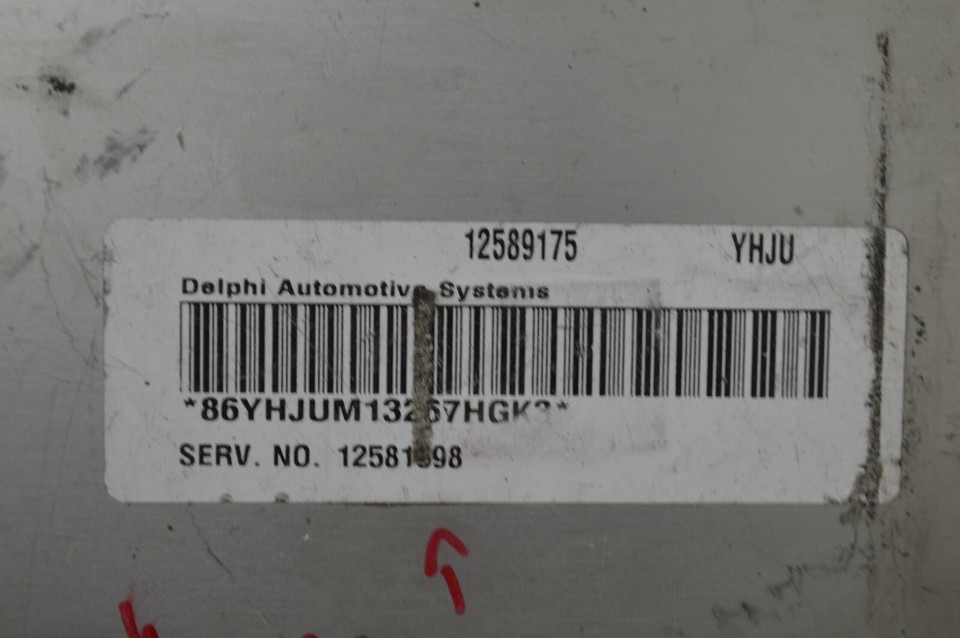 12589175 YHJU
Delphi Automotive Systems
SERV. NO.